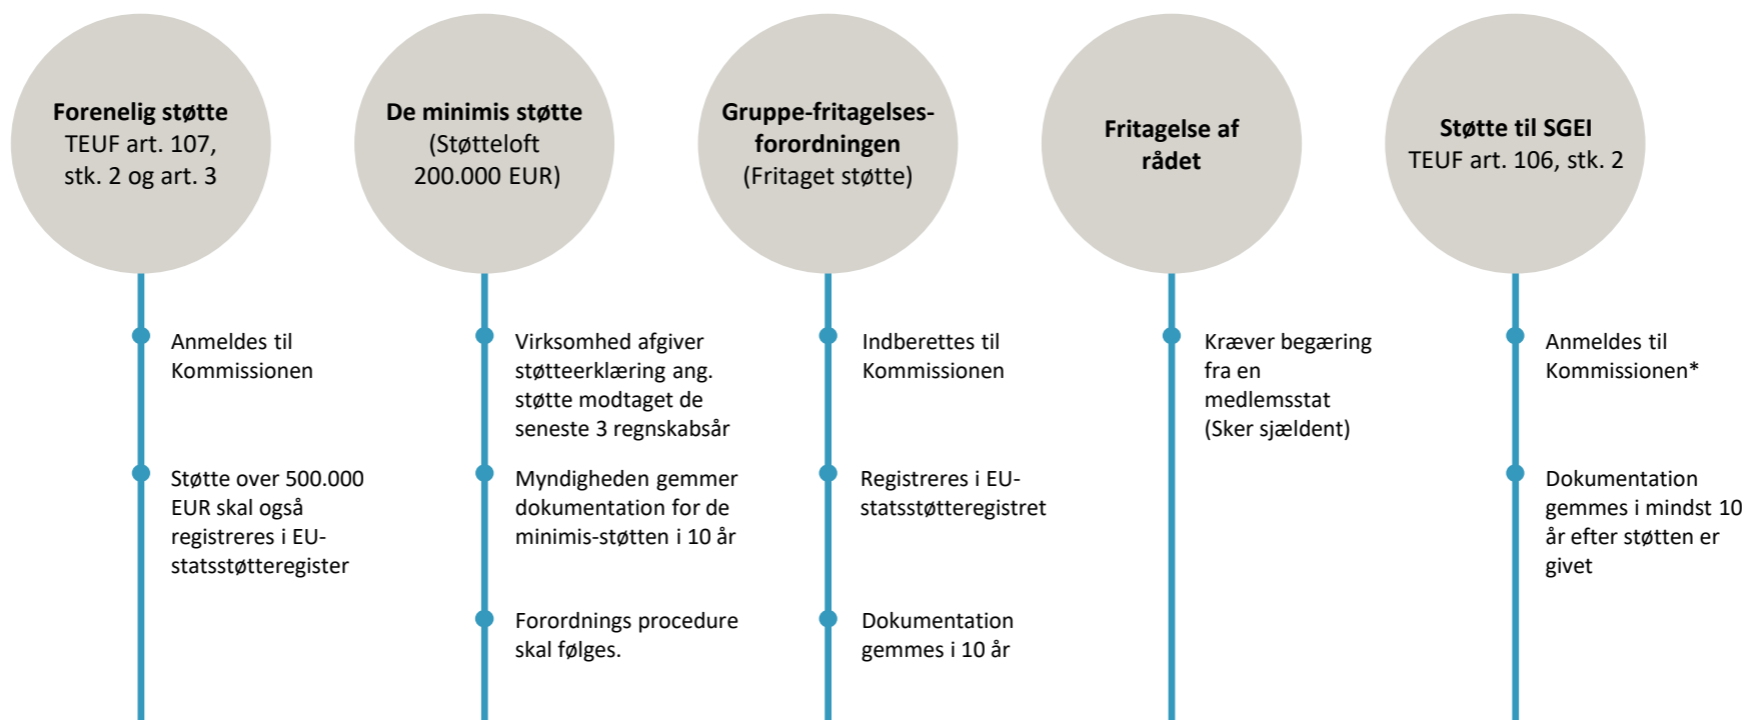 Forenelig støtte
TEUF art. 107,
stk. 2 og art. 3
De minimis støtte
(Støtteloft
200.000 EUR)
Gruppe-fritagelses-
forordningen
(Fritaget støtte)
Fritagelse af
rådet
Støtte til SGEI
TEUF art. 106, stk. 2
Anmeldes til
Kommissionen
Støtte over 500.000
EUR skal også
registreres i EU-
statsstøtteregister
Virksomhed afgiver
støtteerklæring ang.
støtte modtaget de
seneste 3 regnskabsår
Myndigheden gemmer
dokumentation for de
minimis-støtten i 10 år
Forordnings procedure
skal følges.
Indberettes til
Kommissionen
Registreres i EU-
statsstøtteregistret
Dokumentation
gemmes i 10 år
Kræver begæring
fra en
medlemsstat
(Sker sjældent)
Anmeldes til
Kommissionen*
Dokumentation
gemmes i mindst 10
år efter støtten er
givet